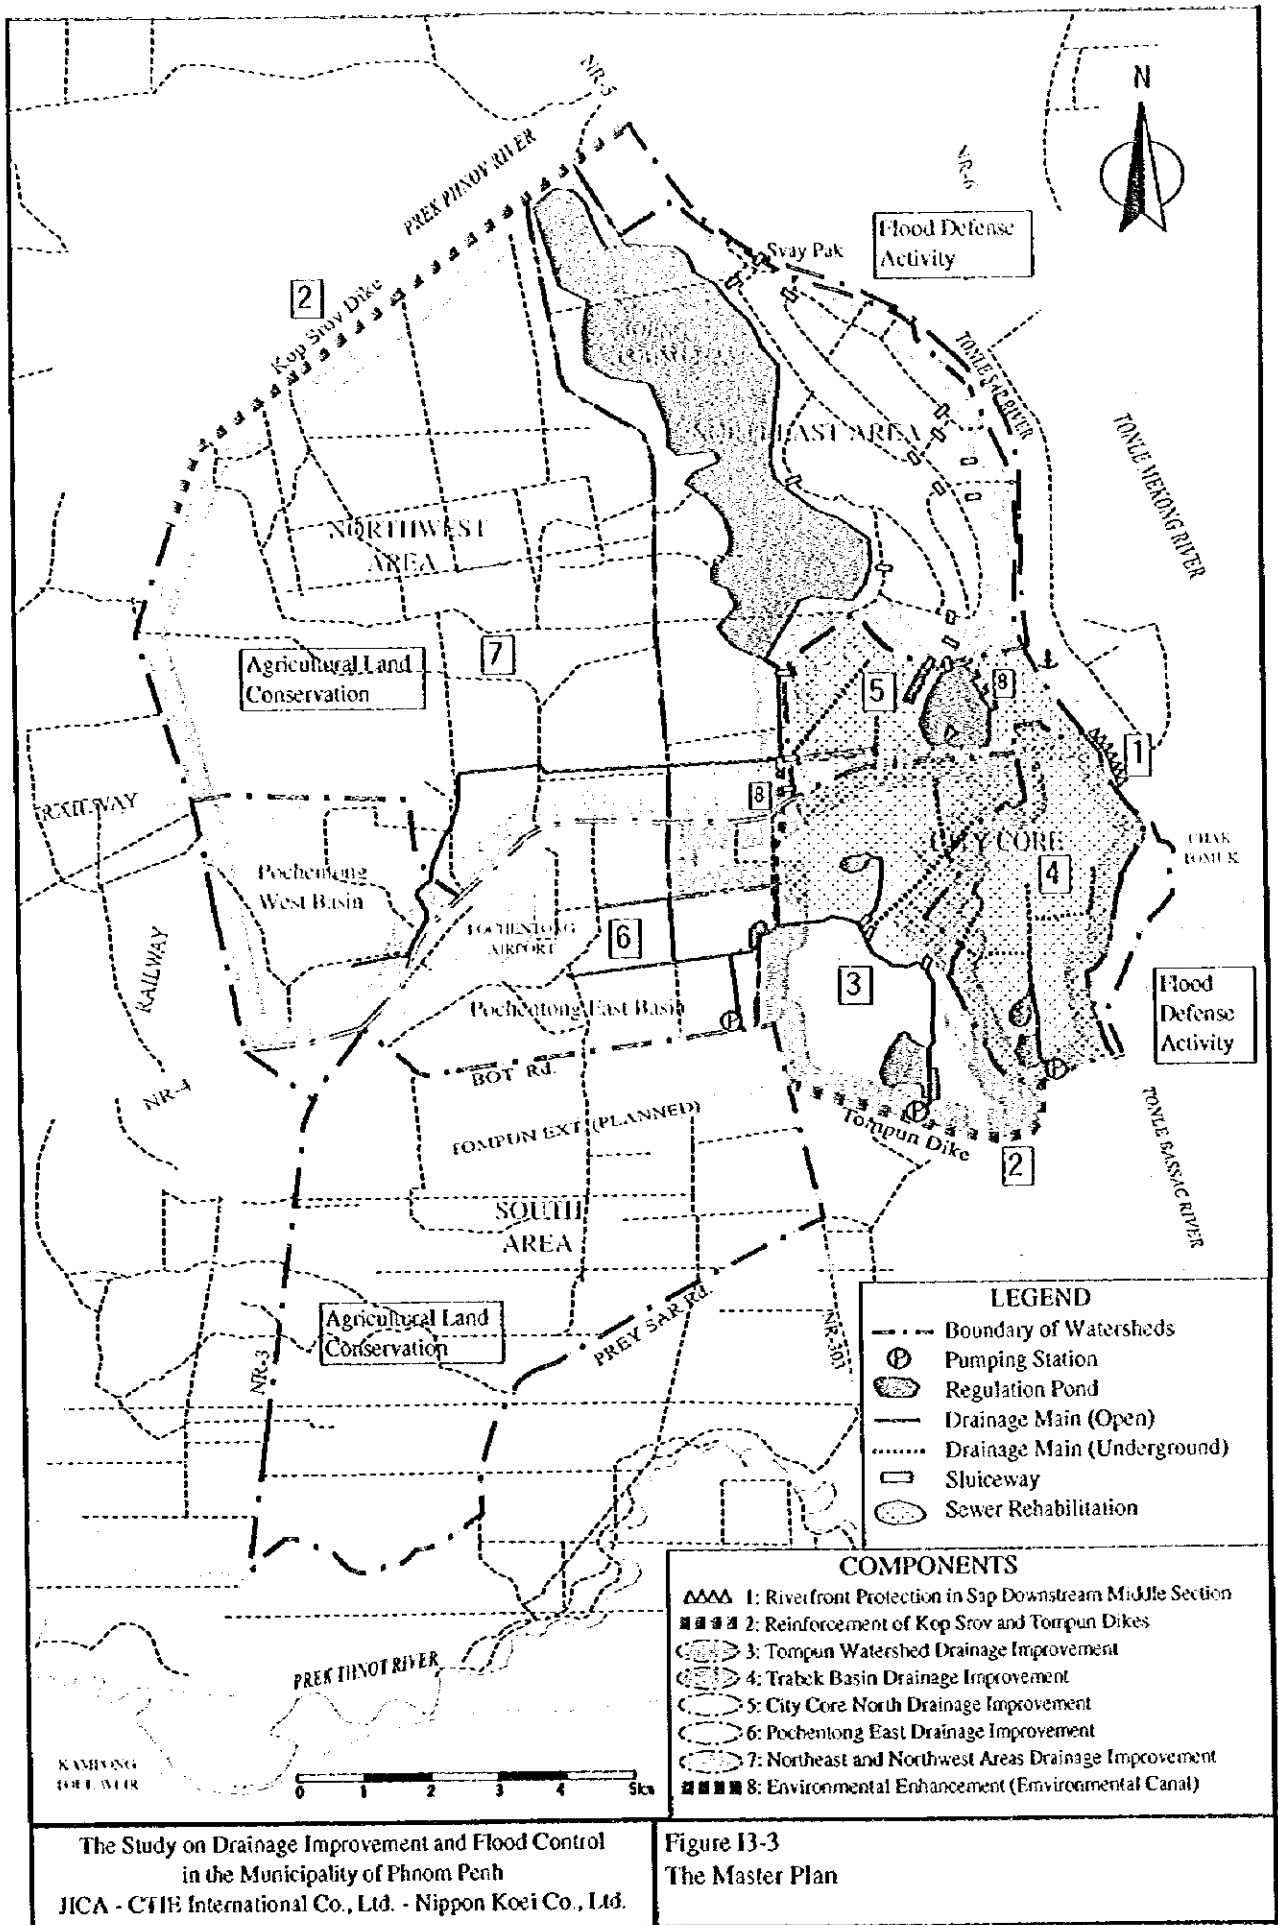 NR-5
N
NR-6
PREK PHNOV RIVER
Flood Defense
Activity
Svay Pak
2
Kop Srov Dike
TONLE SAP RIVER
TONLE MEKONG RIVER
AREA
NORTHWEST
AREA
7
Agricultural Land
Conservation
5
8
1
RAILWAY
8
CITY CORE
CHAK
TOMUK
Pochentong
West Basin
4
POCHENTONG
AIRPORT
6
RAILWAY
3
Flood
Defense
Activity
Pochentong East Basin
P
BOT Rd.
NR-4
P
P
Tompun Dike
TOMPUN EXT. (PLANNED)
2
TONLE BASSAC RIVER
SOUTH
AREA
Agricultural Land
Conservation
PREY SAR Rd.
NR-303
NR-3
LEGEND
Boundary of Watersheds
P Pumping Station
Regulation Pond
Drainage Main (Open)
Drainage Main (Underground)
Sluiceway
Sewer Rehabilitation
COMPONENTS
1: Riverfront Protection in Sap Downstream Middle Section
2: Reinforcement of Kop Srov and Tompun Dikes
3: Tompun Watershed Drainage Improvement
4: Trabek Basin Drainage Improvement
5: City Core North Drainage Improvement
6: Pochentong East Drainage Improvement
7: Northeast and Northwest Areas Drainage Improvement
8: Environmental Enhancement (Emvironmental Canal)
PREK THNOT RIVER
KAMPONG
0 1 2 3 4 5km
The Study on Drainage Improvement and Flood Control
in the Municipality of Phnom Penh
JICA - CTIE International Co., Ltd. - Nippon Koei Co., Ltd.
Figure I3-3
The Master Plan